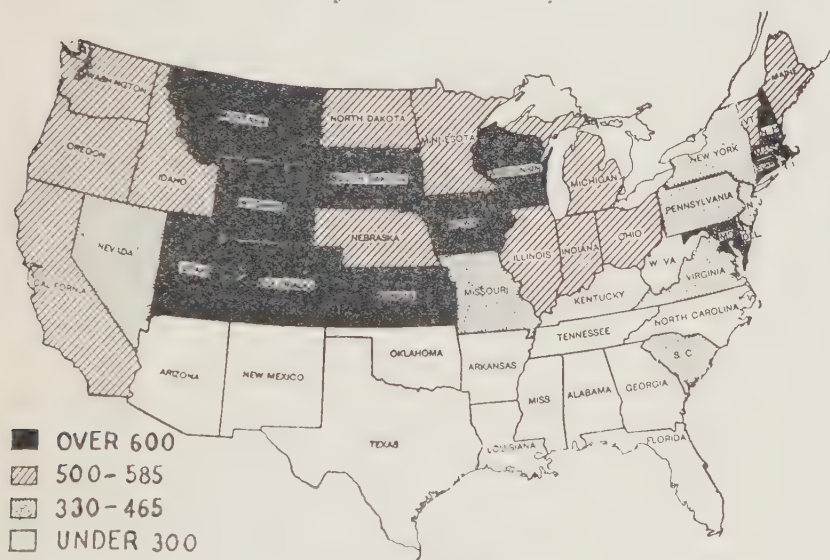 WASHINGTON
MAINE
NORTH DAKOTA
MINNESOTA
VT
OREGON
IDAHO
NEW YORK
MICHIGAN
NEBRASKA
PENNSYLVANIA
N J
NEVADA
ILLINOIS
INDIANA
OHIO
MD
DEL
W VA
VIRGINIA
CALIFORNIA
MISSOURI
KENTUCKY
NORTH CAROLINA
TENNESSEE
OKLAHOMA
ARKANSAS
S. C
ARIZONA
NEW MEXICO
MISS
ALABAMA
GEORGIA
TEXAS
LOUISIANA
FLORIDA
OVER 600
500-585
330-465
UNDER 300